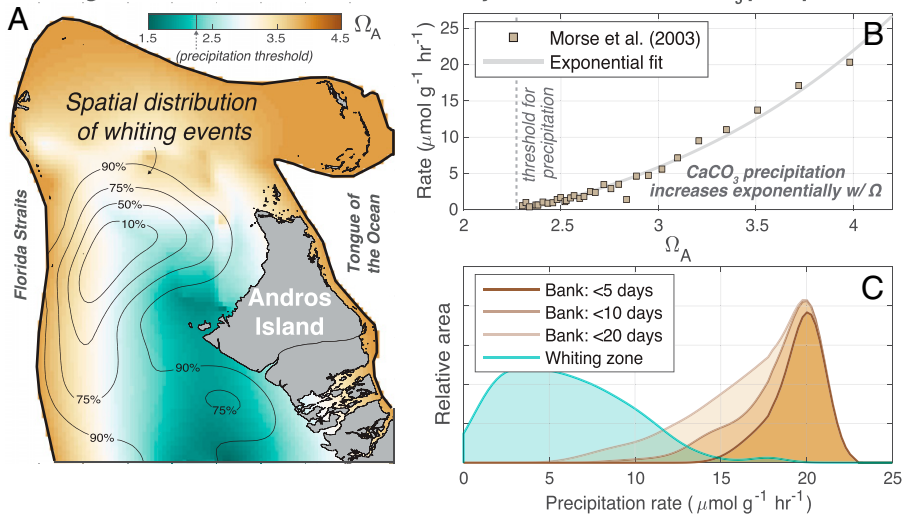 A
1.5
2.5
4.5
Ω_A
(precipitation threshold)
Spatial distribution
of whiting events
90%
75%
50%
10%
Florida Straits
Tongue of
the Ocean
Andros
Island
90%
75%
75%
90%
B
Morse et al. (2003)
Exponential fit
threshold for
precipitation
CaCO₃ precipitation
increases exponentially w/ Ω
Rate (μmol g⁻¹ hr⁻¹)
25
20
15
10
5
0
2
2.5
3
3.5
4
Ω_A
C
Bank: <5 days
Bank: <10 days
Bank: <20 days
Whiting zone
Relative area
0
5
10
15
20
25
Precipitation rate (μmol g⁻¹ hr⁻¹)